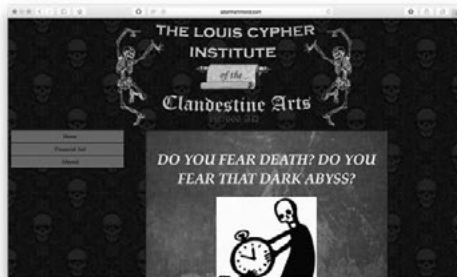 THE LOUIS CYPHER
INSTITUTE
of the
Clandestine Arts
Home
Financial Aid
DO YOU FEAR DEATH? DO YOU
FEAR THAT DARK ABYSS?